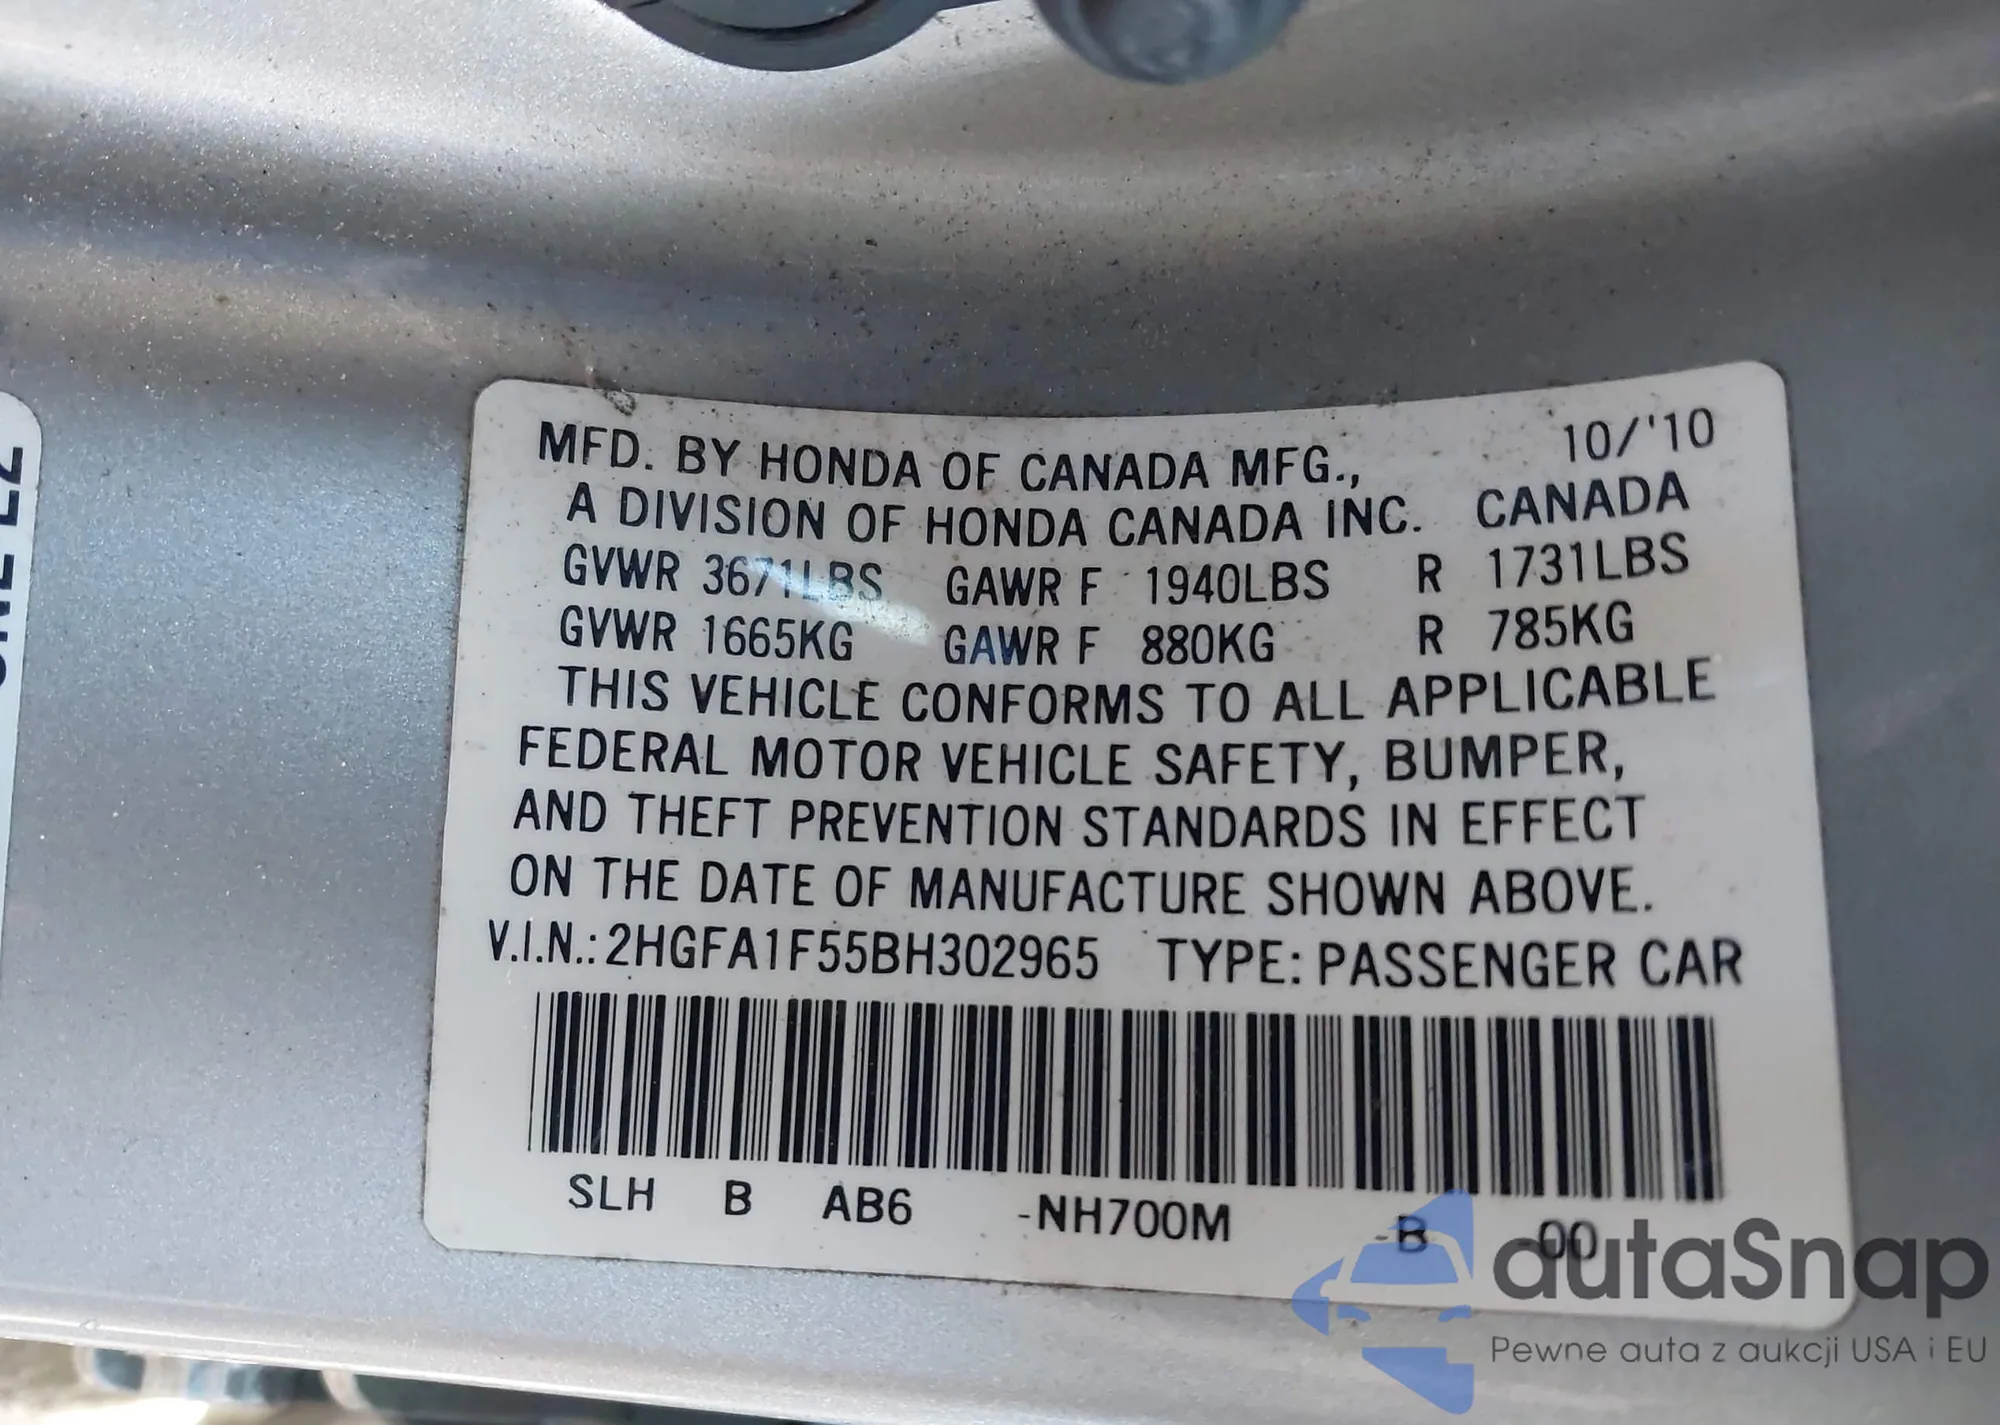 MFD. BY HONDA OF CANADA MFG., 10/'10
A DIVISION OF HONDA CANADA INC. CANADA
GVWR 3671LBS GAWR F 1940LBS R 1731LBS
GVWR 1665KG GAWR F 880KG R 785KG
THIS VEHICLE CONFORMS TO ALL APPLICABLE
FEDERAL MOTOR VEHICLE SAFETY, BUMPER,
AND THEFT PREVENTION STANDARDS IN EFFECT
ON THE DATE OF MANUFACTURE SHOWN ABOVE.
V.I.N.: 2HGFA1F55BH302965 TYPE: PASSENGER CAR
SLH B AB6 -NH700M -B -00
autaSnap
Pewne auta z aukcji USA i EU